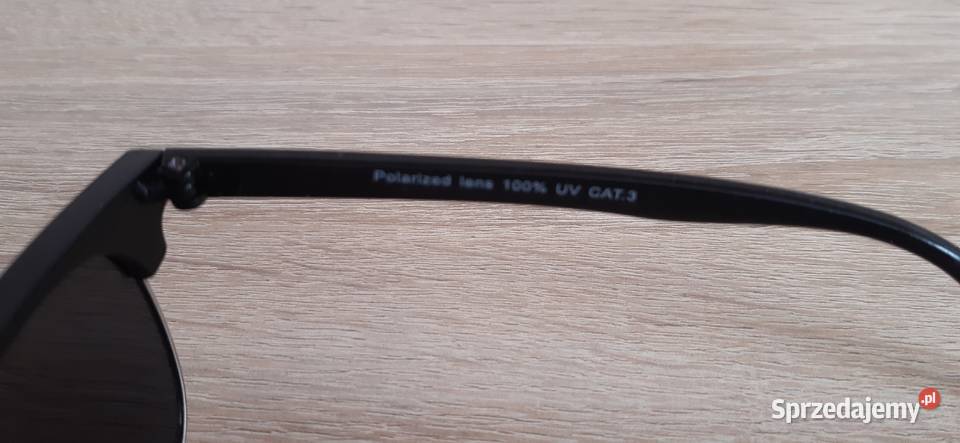 Polarized lens 100% UV CAT.3
Sprzedajemy.pl